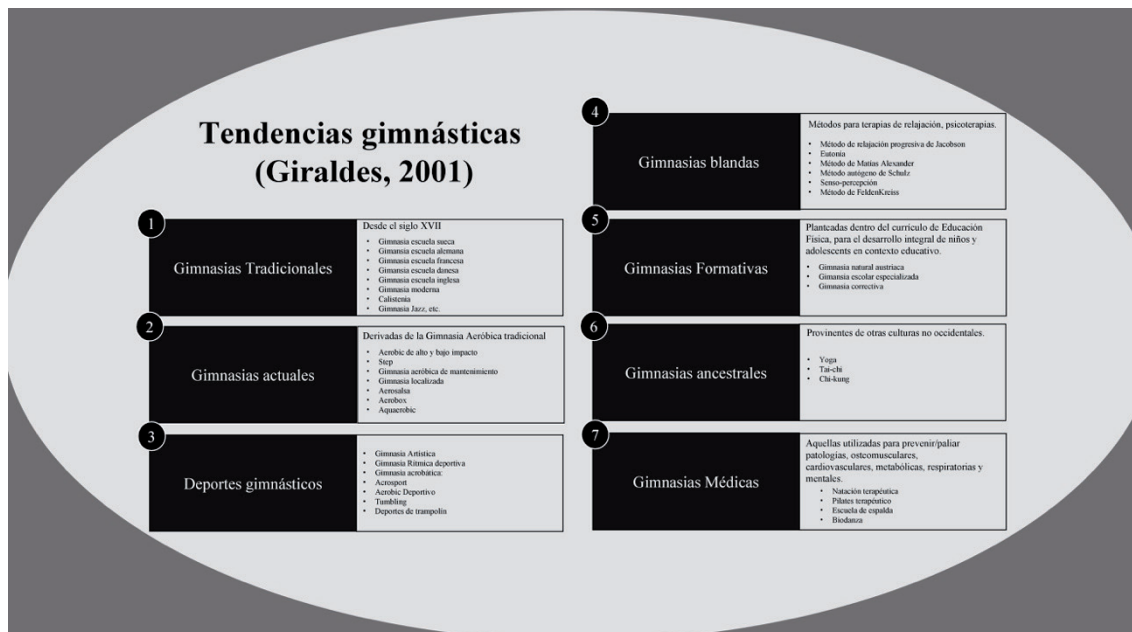 Tendencias gimnásticas
(Giraldes, 2001)
1
Gimnasias Tradicionales
Desde el siglo XVII
• Gimnasia escuela sueca
• Gimansia escuela alemana
• Gimnasia escuela francesa
• Gimansia escuela danesa
• Gimnasia escuela inglesa
• Gimnasia moderna
• Calistenia
• Gimnasia Jazz, etc.
2
Gimnasias actuales
Derivadas de la Gimnasia Aeróbica tradicional
• Aerobic de alto y bajo impacto
• Step
• Gimnasia aeróbica de mantenimiento
• Gimnasia localizada
• Aerosalsa
• Aerobox
• Aquaerobic
3
Deportes gimnásticos
• Gimnasia Artística
• Gimnasia Rítmica deportiva
• Gimnasia acrobática:
• Acrosport
• Aerobic Deportivo
• Tumbling
• Deportes de trampolín
4
Gimnasias blandas
Métodos para terapias de relajación, psicoterapias.
• Método de relajación progresiva de Jacobson
• Eutonía
• Método de Matías Alexander
• Método autógeno de Schulz
• Senso-percepción
• Método de FeldenKreiss
5
Gimnasias Formativas
Planteadas dentro del currículo de Educación
Física, para el desarrollo integral de niños y
adolescents en contexto educativo.
• Gimnasia natural austriaca
• Gimansia escolar especializada
• Gimnasia correctiva
6
Gimnasias ancestrales
Provinentes de otras culturas no occidentales.
• Yoga
• Tai-chi
• Chi-kung
7
Gimnasias Médicas
Aquellas utilizadas para prevenir/paliar
patologías, osteomusculares,
cardiovasculares, metabólicas, respiratorias y
mentales.
• Natación terapéutica
• Pilates terapéutico
• Escuela de espalda
• Biodanza